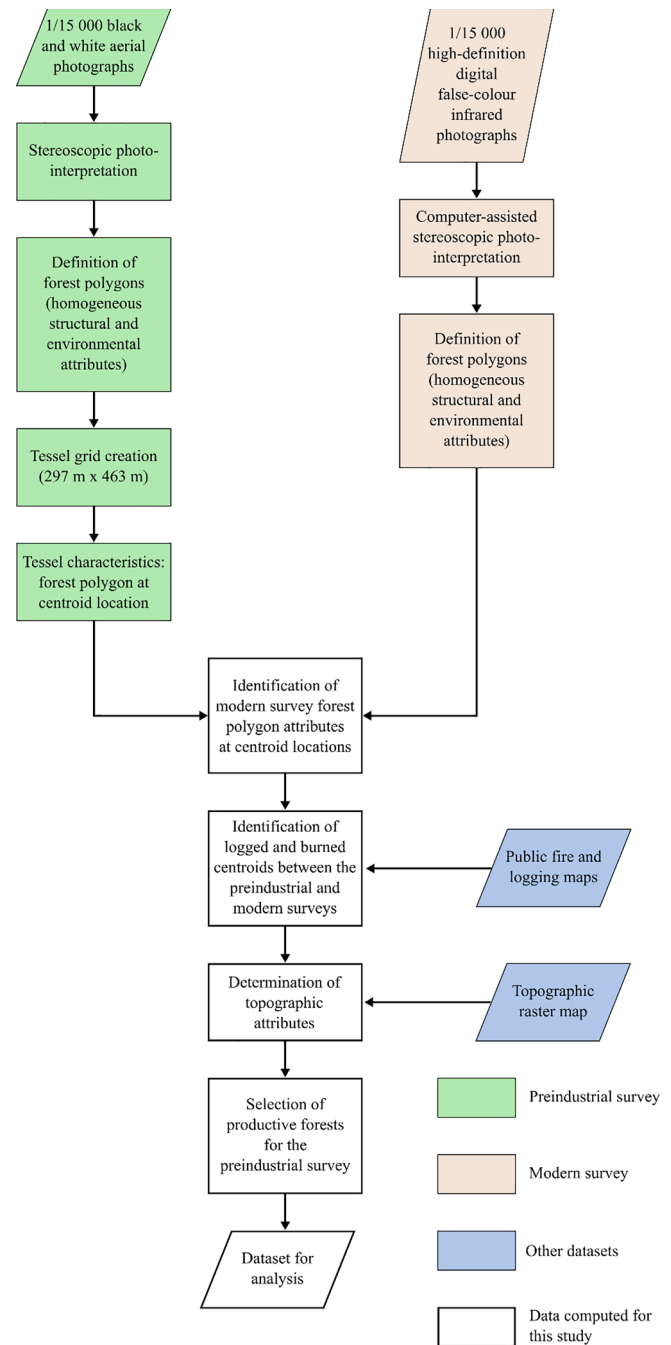 1/15 000 black
and white aerial
photographs
Stereoscopic photo-
interpretation
Definition of
forest polygons
(homogeneous
structural and
environmental
attributes)
Tessel grid creation
(297 m x 463 m)
Tessel characteristics:
forest polygon at
centroid location
1/15 000
high-definition
digital
false-colour
infrared
photographs
Computer-assisted
stereoscopic photo-
interpretation
Definition of
forest polygons
(homogeneous
structural and
environmental
attributes)
Identification of
modern survey forest
polygon attributes
at centroid locations
Identification of
logged and burned
centroids between the
preindustrial and
modern surveys
Public fire and
logging maps
Determination of
topographic
attributes
Topographic
raster map
Selection of
productive forests
for the
preindustrial survey
Dataset for
analysis
Preindustrial survey
Modern survey
Other datasets
Data computed for
this study